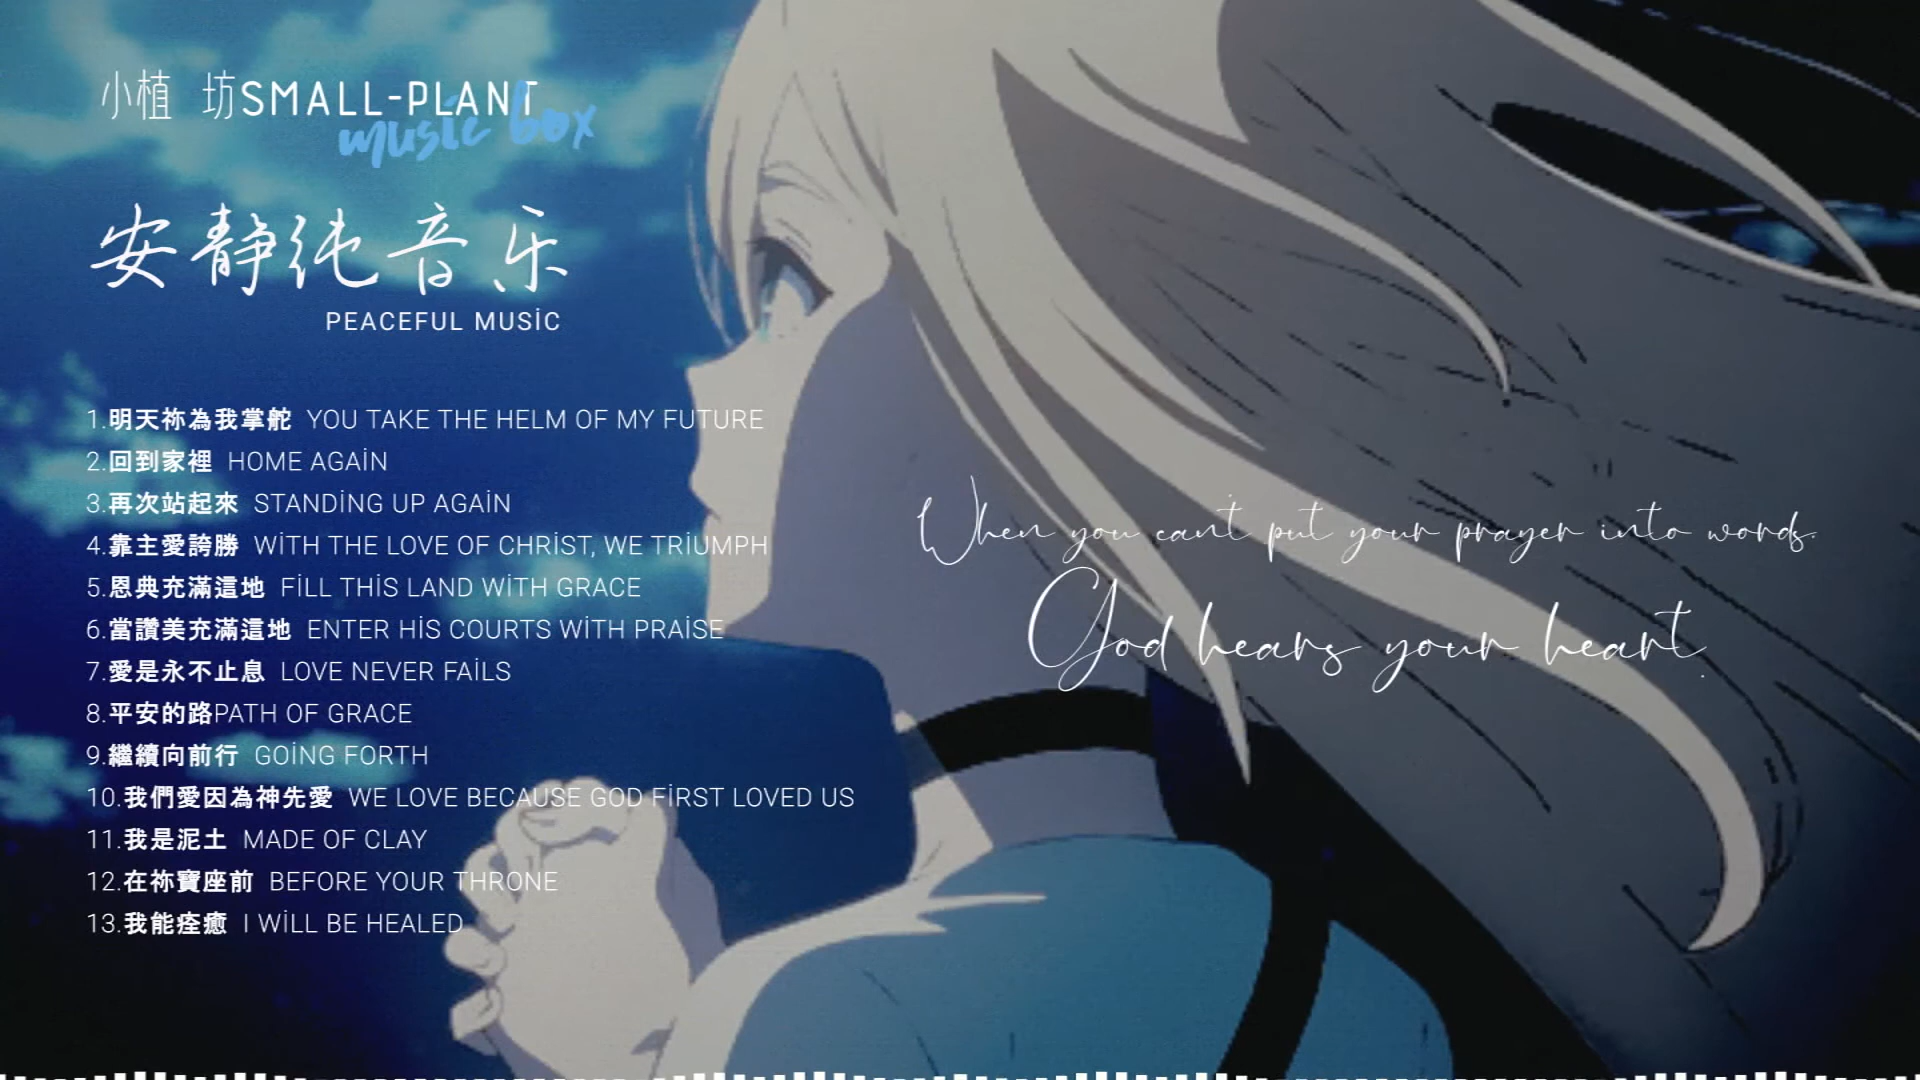 小植 坊SMALL-PLANT
music box
安静纯音乐
PEACEFUL MUSİC
1.明天祢為我掌舵 YOU TAKE THE HELM OF MY FUTURE
2.回到家裡 HOME AGAİN
3.再次站起來 STANDİNG UP AGAİN
4.靠主愛誇勝 WİTH THE LOVE OF CHRİST, WE TRİUMPH
5.恩典充滿這地 FİLL THİS LAND WİTH GRACE
6.當讚美充滿這地 ENTER HİS COURTS WİTH PRAİSE
7.愛是永不止息 LOVE NEVER FAİLS
8.平安的路PATH OF GRACE
9.繼續向前行 GOİNG FORTH
10.我們愛因為神先愛 WE LOVE BECAUSE GOD FİRST LOVED US
11.我是泥土 MADE OF CLAY
12.在祢寶座前 BEFORE YOUR THRONE
13.我能痊癒 I WİLL BE HEALED
When you can't put your prayer into words.
God hears your heart.